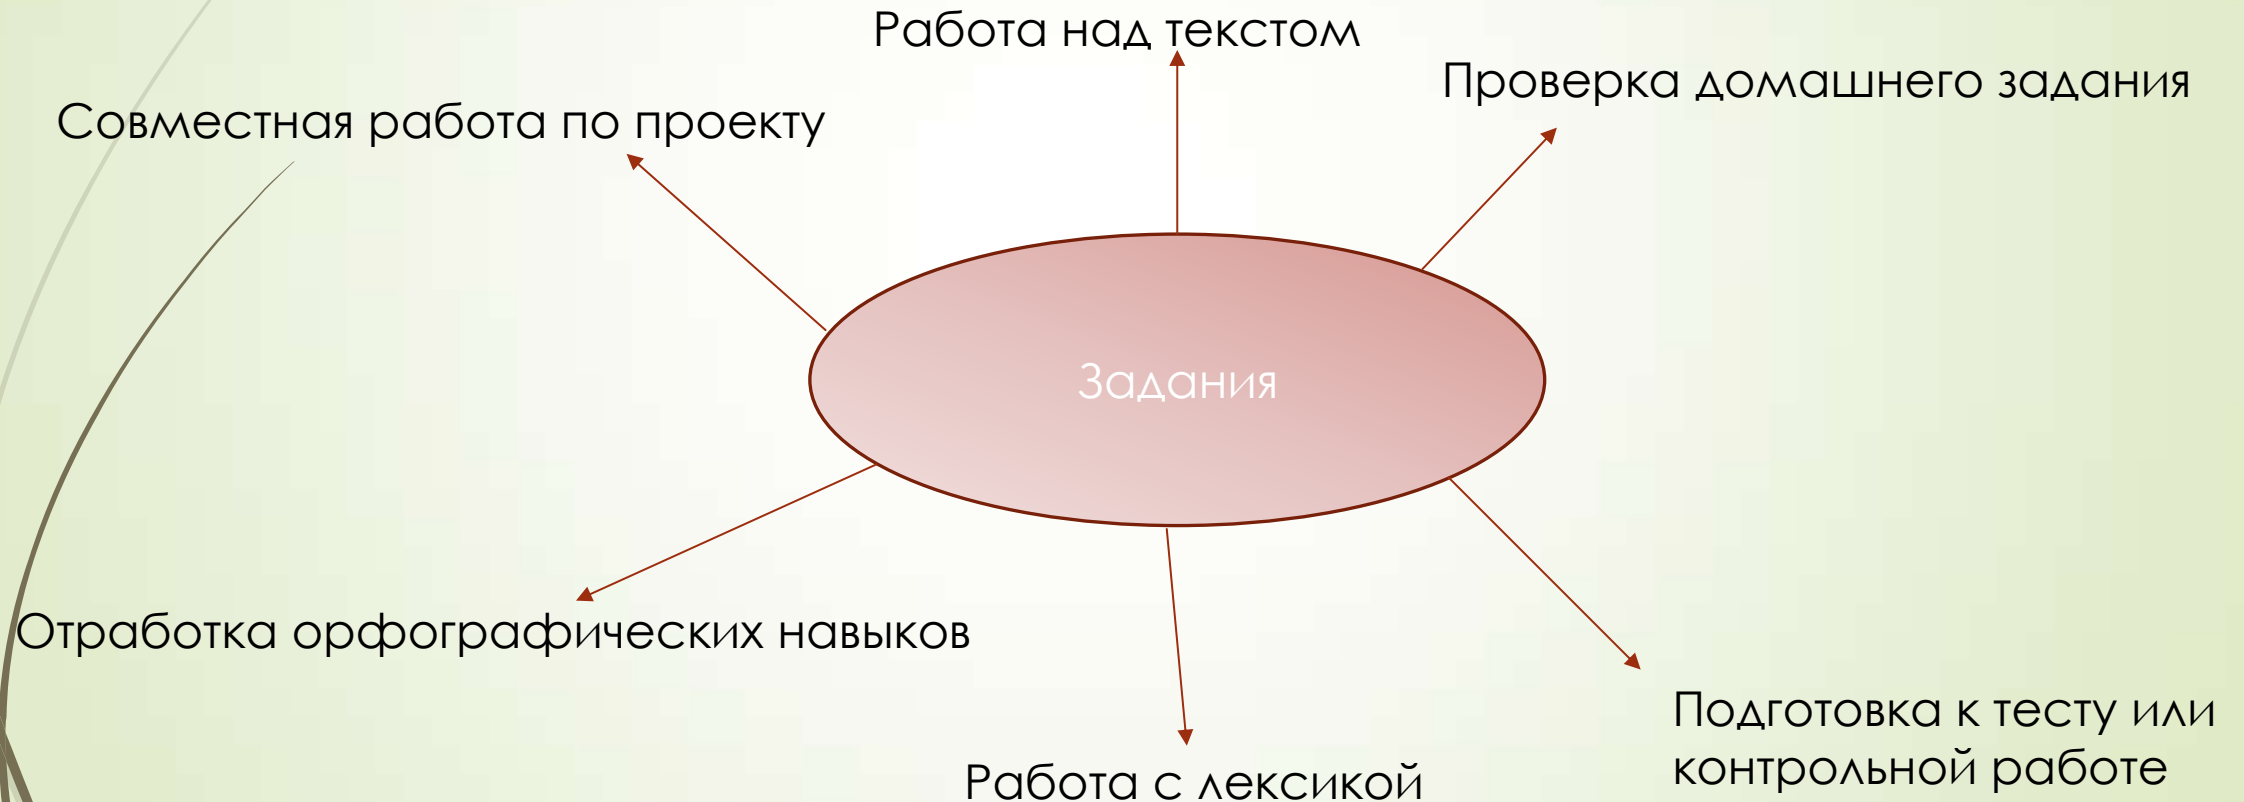 Работа над текстом
Проверка домашнего задания
Совместная работа по проекту
Задания
Отработка орфографических навыков
Подготовка к тесту или
контрольной работе
Работа с лексикой